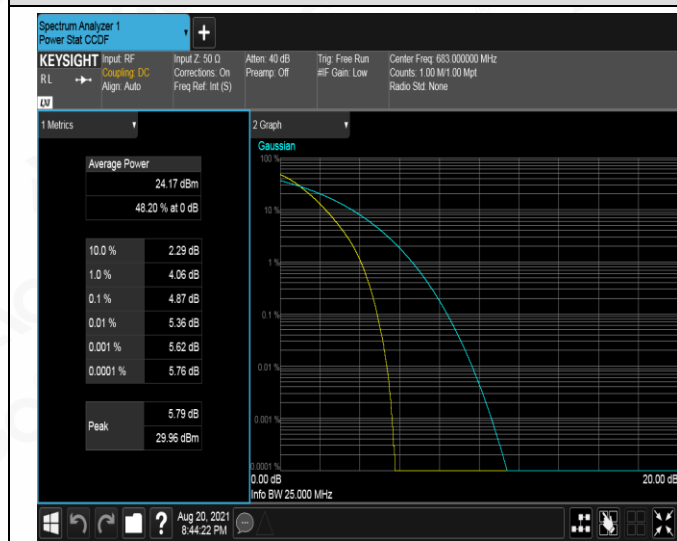 Spectrum Analyzer 1
Power Stat CCDF
+
KEYSIGHT Input: RF Input Z: 50 Ω Atten: 40 dB Trig: Free Run Center Freq: 683.000000 MHz
RL Coupling: DC Corrections: On Preamp: Off #IF Gain: Low Counts: 1.00 M/1.00 Mpt
Align: Auto Freq Ref: Int (S) Radio Std: None
LXI
1 Metrics 2 Graph
Gaussian
Average Power
24.17 dBm
48.20 % at 0 dB
10.0 % 2.29 dB
1.0 % 4.06 dB
0.1 % 4.87 dB
0.01 % 5.36 dB
0.001 % 5.62 dB
0.0001 % 5.76 dB
Peak 5.79 dB
29.96 dBm
100 %
10 %
1 %
0.1 %
0.01 %
0.001 %
0.0001 %
0.00 dB 20.00 dB
Info BW 25.000 MHz
? Aug 20, 2021
8:44:22 PM